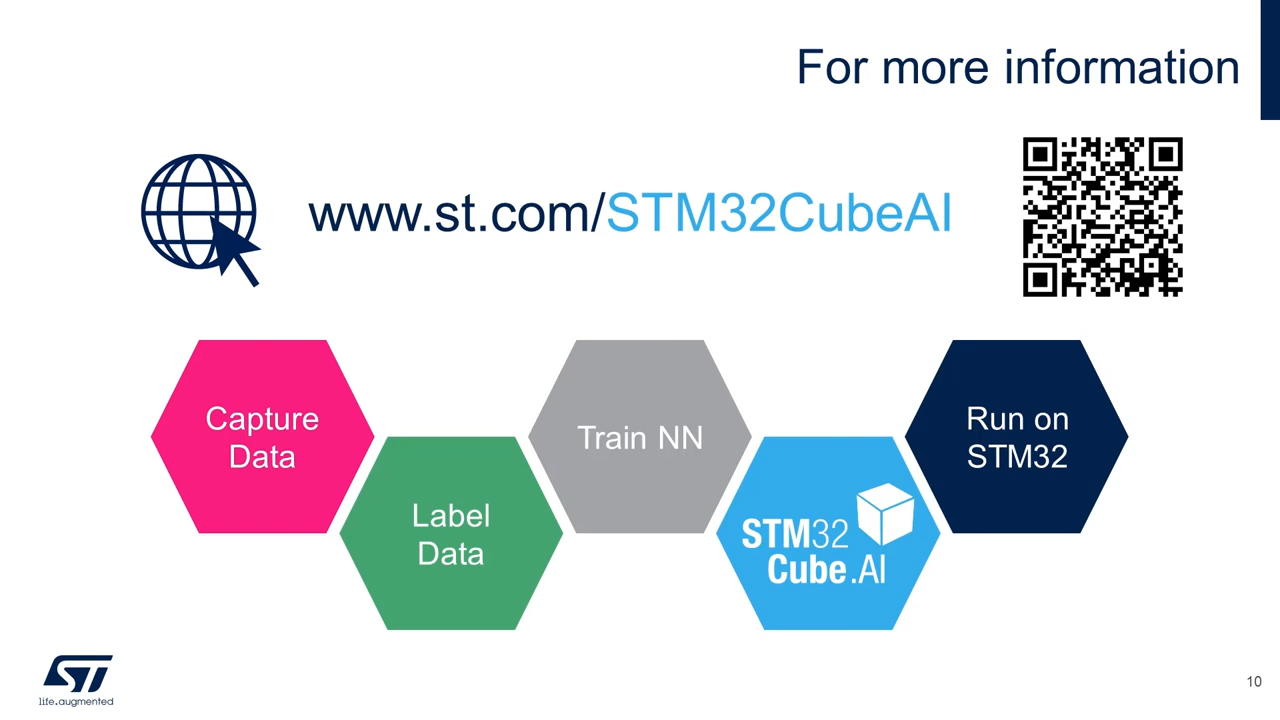 For more information
www.st.com/STM32CubeAI
Capture
Data
Label
Data
Train NN
STM32
Cube.AI
Run on
STM32
ST
life.augmented
10